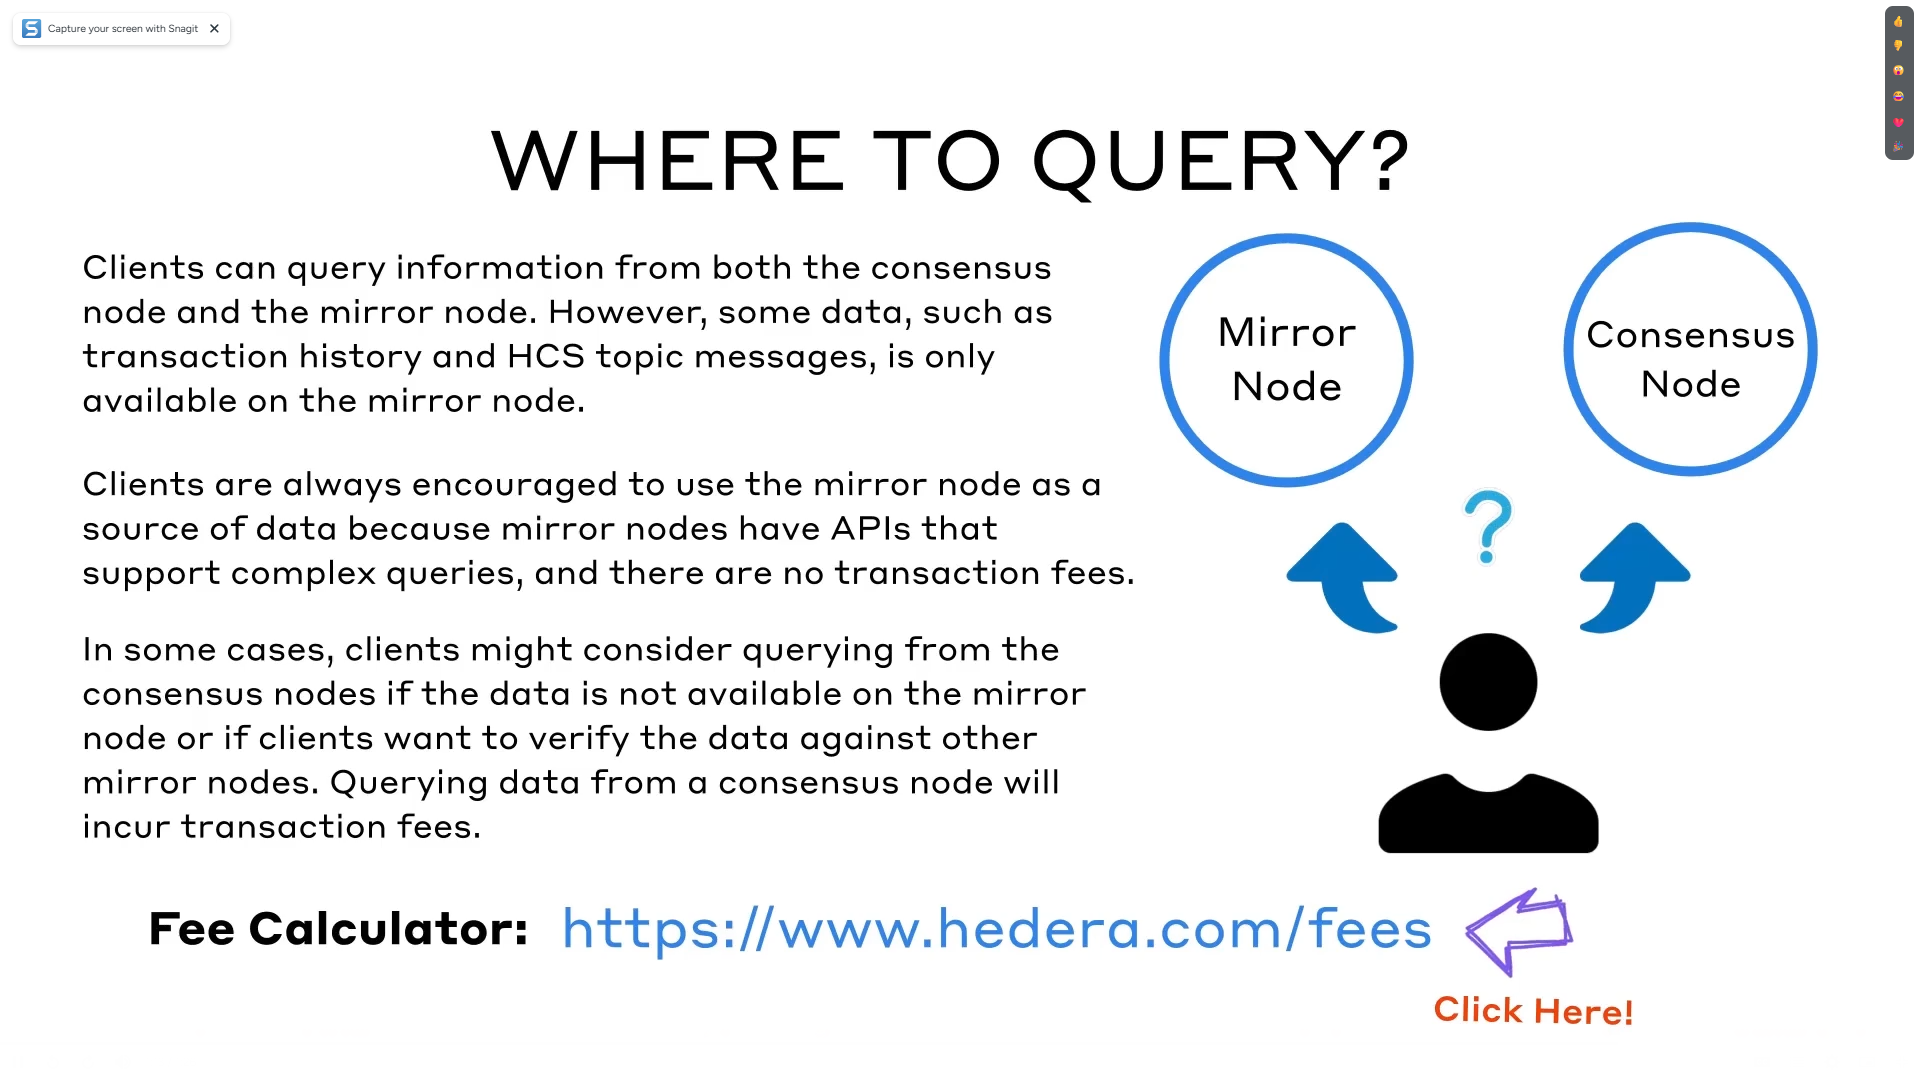 Capture your screen with Snagit
WHERE TO QUERY?
Clients can query information from both the consensus
node and the mirror node. However, some data, such as
transaction history and HCS topic messages, is only
available on the mirror node.
Clients are always encouraged to use the mirror node as a
source of data because mirror nodes have APIs that
support complex queries, and there are no transaction fees.
In some cases, clients might consider querying from the
consensus nodes if the data is not available on the mirror
node or if clients want to verify the data against other
mirror nodes. Querying data from a consensus node will
incur transaction fees.
Mirror
Node
Consensus
Node
?
Fee Calculator: https://www.hedera.com/fees
Click Here!